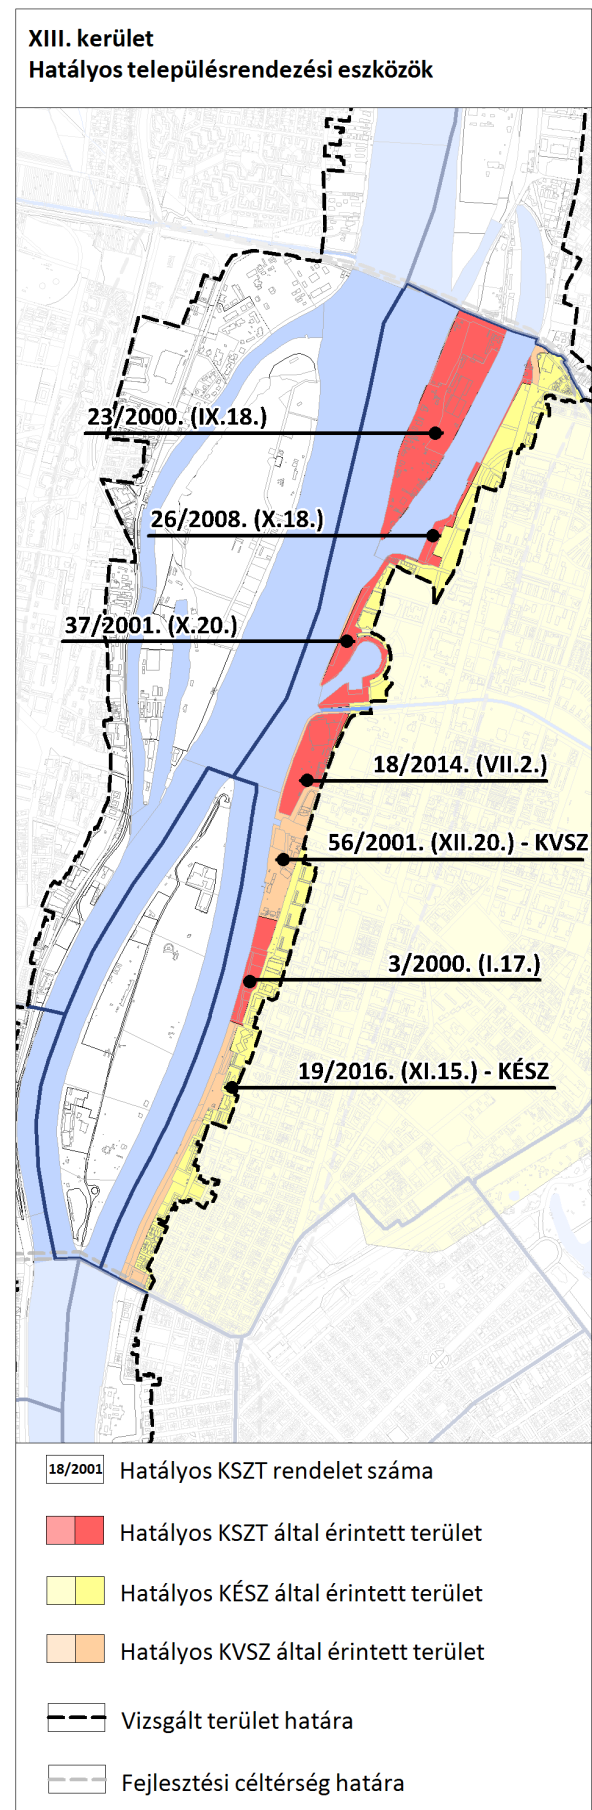 XIII. kerület
Hatályos településrendezési eszközök
23/2000. (IX.18.)
26/2008. (X.18.)
37/2001. (X.20.)
18/2014. (VII.2.)
56/2001. (XII.20.) - KVSZ
3/2000. (I.17.)
19/2016. (XI.15.) - KÉSZ
18/2001 Hatályos KSZT rendelet száma
Hatályos KSZT által érintett terület
Hatályos KÉSZ által érintett terület
Hatályos KVSZ által érintett terület
Vizsgált terület határa
Fejlesztési céltérség határa